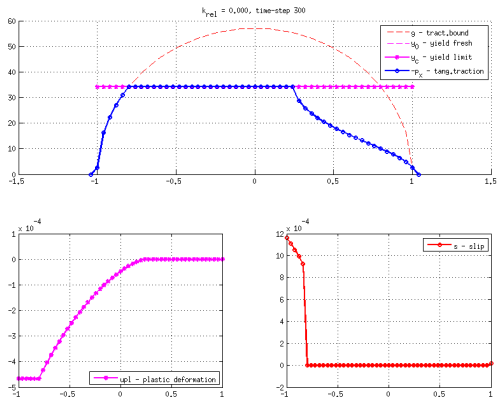 k_rel = 0,000, time-step 300
60
50
40
30
20
10
0
-1,5 -1 -0,5 0 0,5 1 1,5
g - tract.bound
y_0 - yield fresh
y_c - yield limit
-p_x - tang.traction
x 10^-4
1
0
-1
-2
-3
-4
-5
-1 -0,5 0 0,5 1
upl - plastic deformation
x 10^-4
12
10
8
6
4
2
0
-2
-1 -0,5 0 0,5 1
s - slip